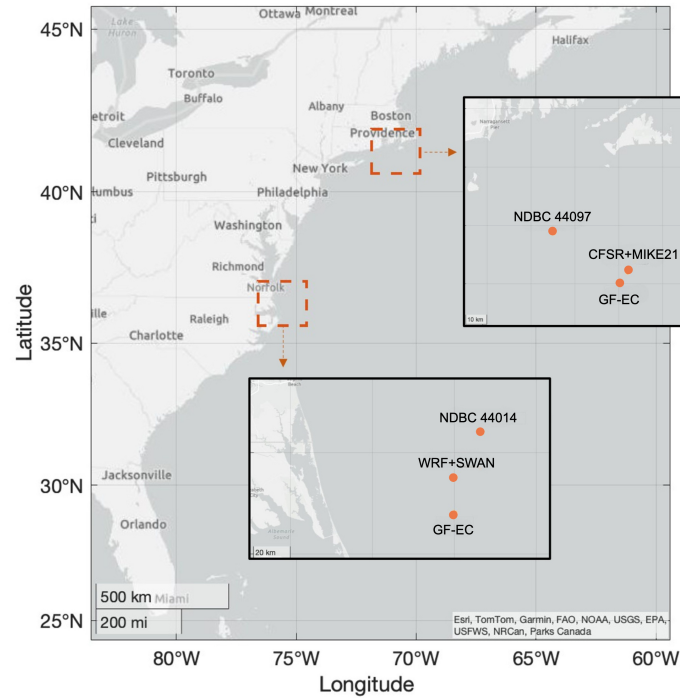 Ottawa
Montreal
45°N
Lake
Huron
Halifax
Toronto
Buffalo
Albany
Boston
etroit
Providence
Cleveland
New York
Pittsburgh
40°N
lumbus
Philadelphia
Washington
NDBC 44097
CFSR+MIKE21
GF-EC
10 km
Richmond
Norfolk
ille
Raleigh
Charlotte
35°N
Latitude
NDBC 44014
WRF+SWAN
GF-EC
20 km
Jacksonville
30°N
Orlando
500 km
Miami
200 mi
25°N
Esri, TomTom, Garmin, FAO, NOAA, USGS, EPA,
USFWS, NRCan, Parks Canada
80°W
75°W
70°W
65°W
60°W
Longitude